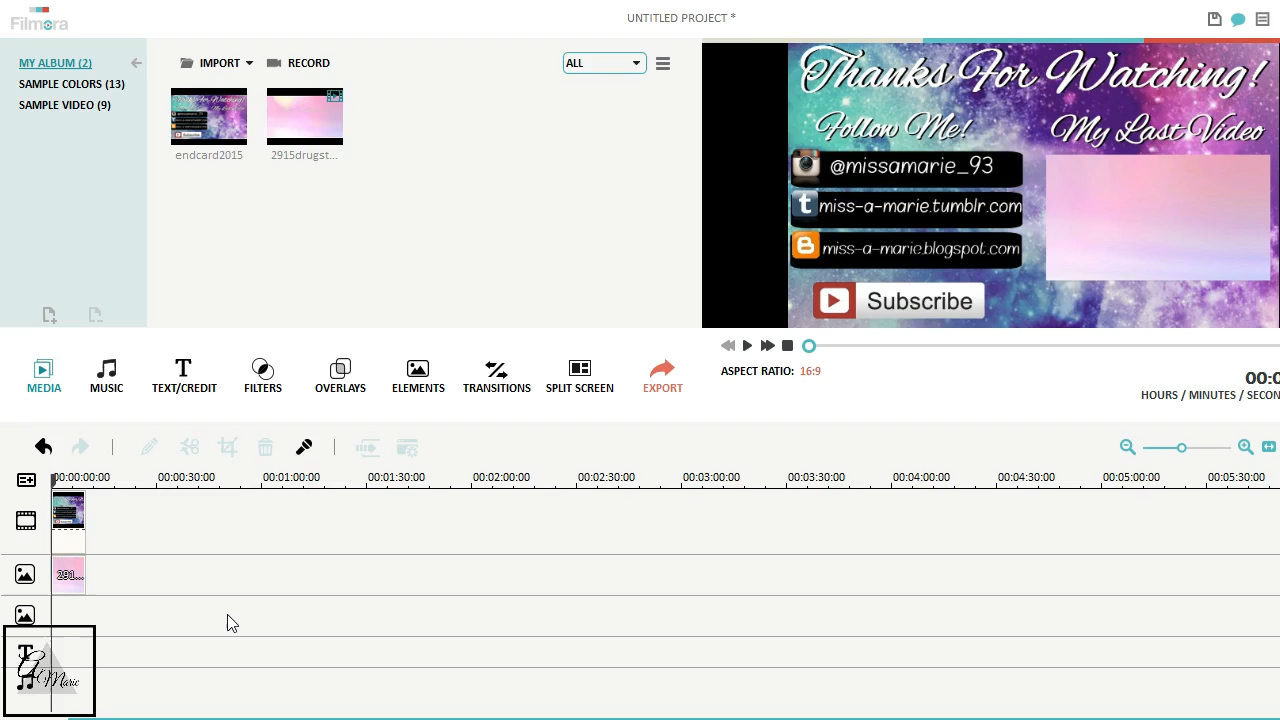 Filmora
UNTITLED PROJECT *
MY ALBUM (2)
SAMPLE COLORS (13)
SAMPLE VIDEO (9)
IMPORT
RECORD
ALL
endcard2015
2915drugst...
Thanks For Watching!
Follow Me!
My Last Video
@missamarie_93
miss-a-marie.tumblr.com
miss-a-marie.blogspot.com
Subscribe
MEDIA
MUSIC
TEXT/CREDIT
FILTERS
OVERLAYS
ELEMENTS
TRANSITIONS
SPLIT SCREEN
EXPORT
ASPECT RATIO: 16:9
00:0
HOURS / MINUTES / SECON
00:00:00:00 00:00:30:00 00:01:00:00 00:01:30:00 00:02:00:00 00:02:30:00 00:03:00:00 00:03:30:00 00:04:00:00 00:04:30:00 00:05:00:00 00:05:30:00
291...
Marie